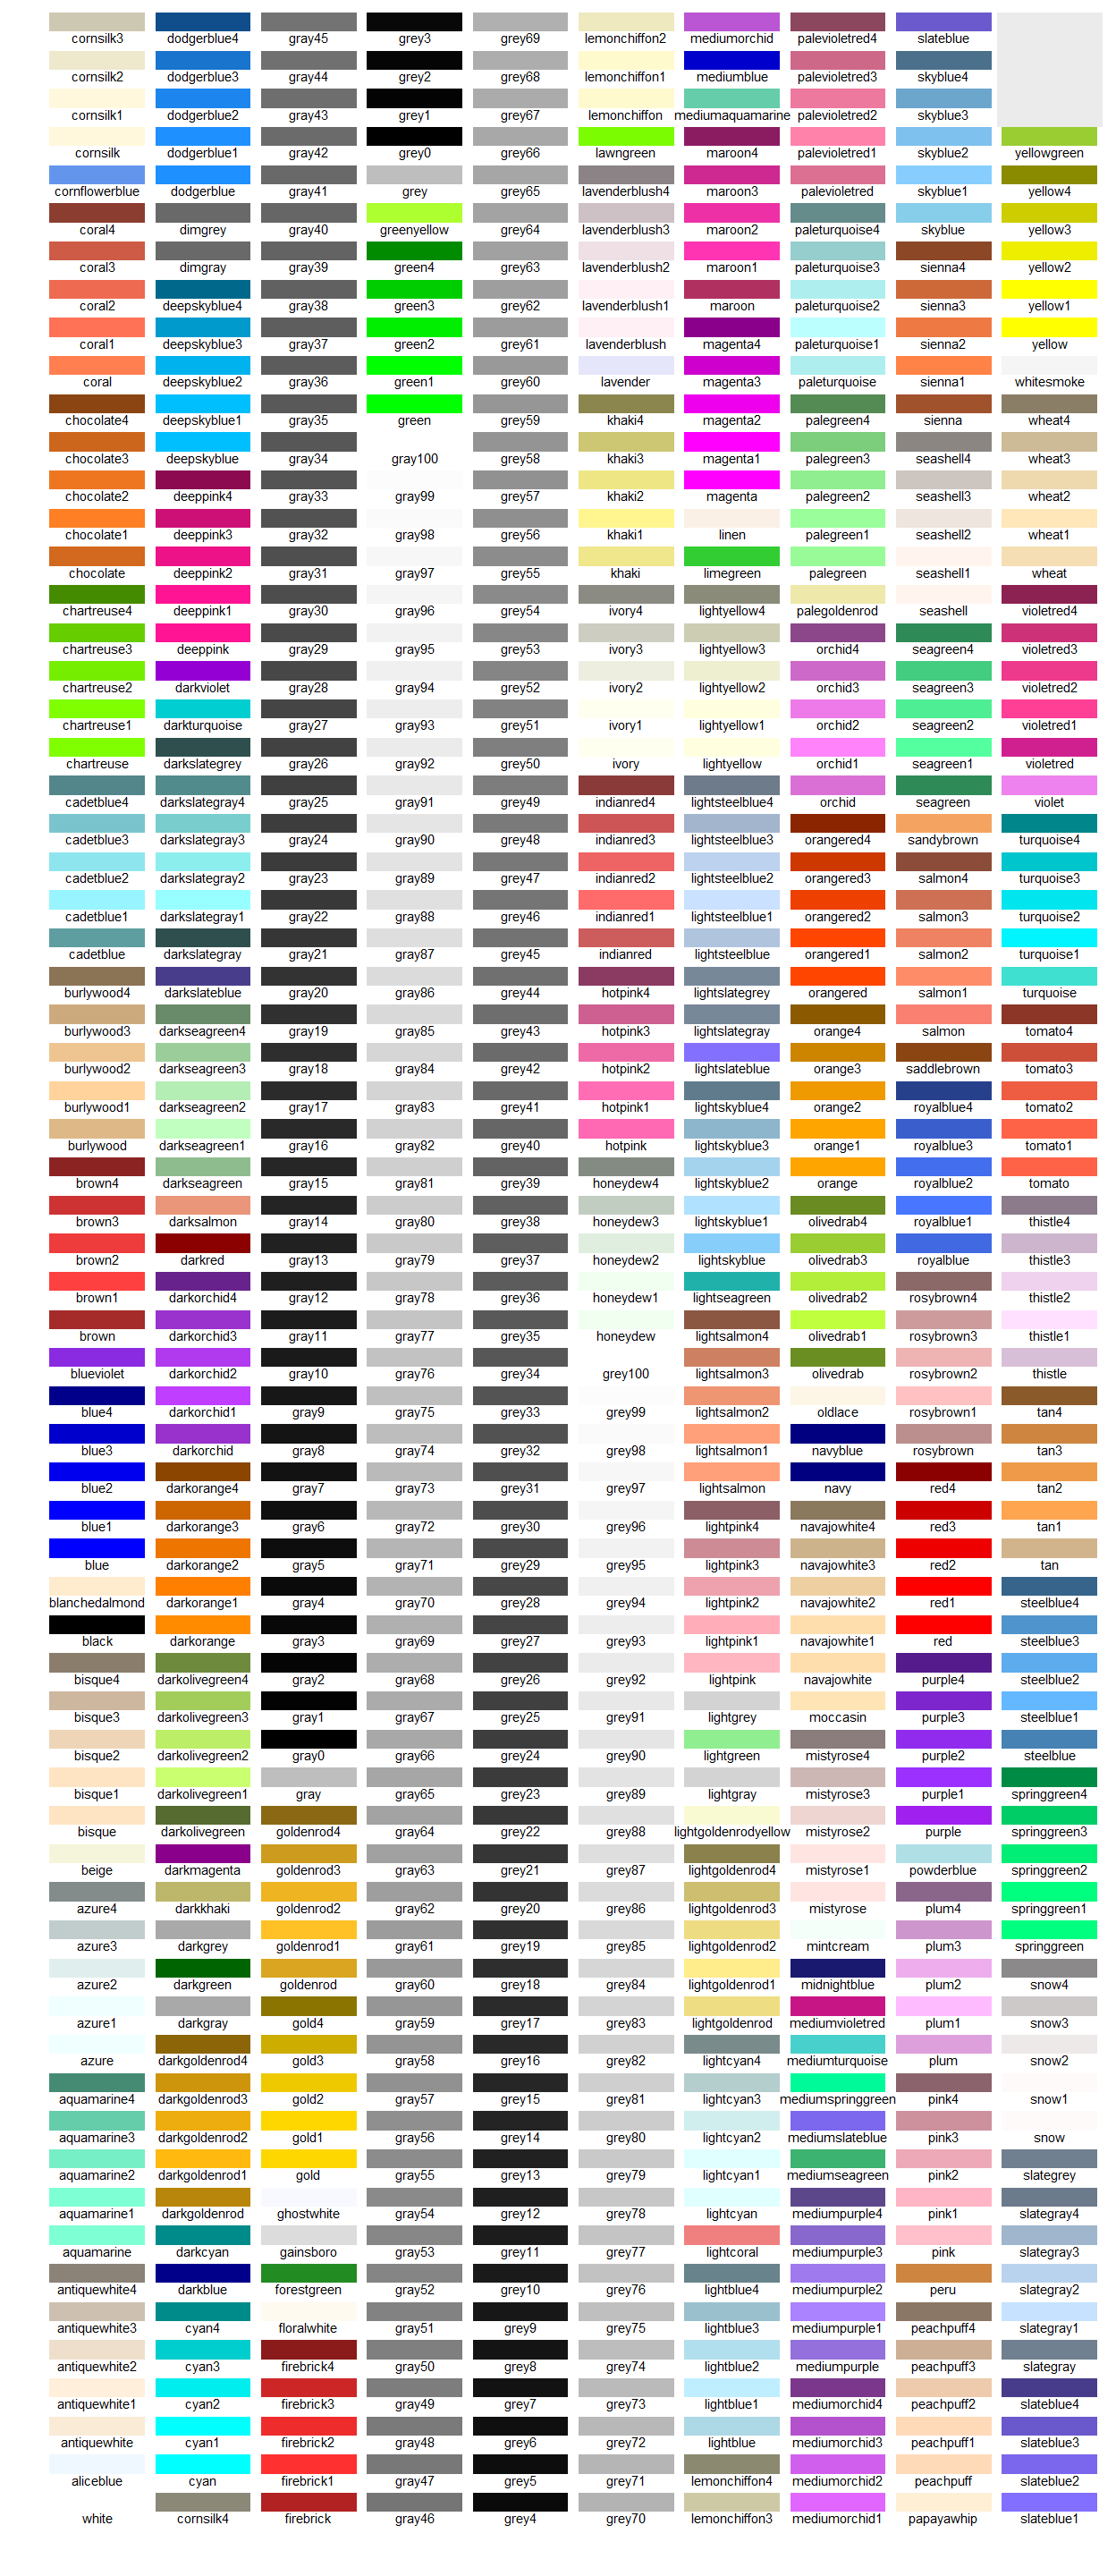 cornsilk3 dodgerblue4 gray45 grey3 grey69 lemonchiffon2 mediumorchid palevioletred4 slateblue
cornsilk2 dodgerblue3 gray44 grey2 grey68 lemonchiffon1 mediumblue palevioletred3 skyblue4
cornsilk1 dodgerblue2 gray43 grey1 grey67 lemonchiffon mediumaquamarine palevioletred2 skyblue3
cornsilk dodgerblue1 gray42 grey0 grey66 lawngreen maroon4 palevioletred1 skyblue2 yellowgreen
cornflowerblue dodgerblue gray41 grey grey65 lavenderblush4 maroon3 palevioletred skyblue1 yellow4
coral4 dimgrey gray40 greenyellow grey64 lavenderblush3 maroon2 paleturquoise4 skyblue yellow3
coral3 dimgray gray39 green4 grey63 lavenderblush2 maroon1 paleturquoise3 sienna4 yellow2
coral2 deepskyblue4 gray38 green3 grey62 lavenderblush1 maroon paleturquoise2 sienna3 yellow1
coral1 deepskyblue3 gray37 green2 grey61 lavenderblush magenta4 paleturquoise1 sienna2 yellow
coral deepskyblue2 gray36 green1 grey60 lavender magenta3 paleturquoise sienna1 whitesmoke
chocolate4 deepskyblue1 gray35 green grey59 khaki4 magenta2 palegreen4 sienna wheat4
chocolate3 deepskyblue gray34 gray100 grey58 khaki3 magenta1 palegreen3 seashell4 wheat3
chocolate2 deeppink4 gray33 gray99 grey57 khaki2 magenta palegreen2 seashell3 wheat2
chocolate1 deeppink3 gray32 gray98 grey56 khaki1 linen palegreen1 seashell2 wheat1
chocolate deeppink2 gray31 gray97 grey55 khaki limegreen palegreen seashell1 wheat
chartreuse4 deeppink1 gray30 gray96 grey54 ivory4 lightyellow4 palegoldenrod seashell violetred4
chartreuse3 deeppink gray29 gray95 grey53 ivory3 lightyellow3 orchid4 seagreen4 violetred3
chartreuse2 darkviolet gray28 gray94 grey52 ivory2 lightyellow2 orchid3 seagreen3 violetred2
chartreuse1 darkturquoise gray27 gray93 grey51 ivory1 lightyellow1 orchid2 seagreen2 violetred1
chartreuse darkslategrey gray26 gray92 grey50 ivory lightyellow orchid1 seagreen1 violetred
cadetblue4 darkslategray4 gray25 gray91 grey49 indianred4 lightsteelblue4 orchid seagreen violet
cadetblue3 darkslategray3 gray24 gray90 grey48 indianred3 lightsteelblue3 orangered4 sandybrown turquoise4
cadetblue2 darkslategray2 gray23 gray89 grey47 indianred2 lightsteelblue2 orangered3 salmon4 turquoise3
cadetblue1 darkslategray1 gray22 gray88 grey46 indianred1 lightsteelblue1 orangered2 salmon3 turquoise2
cadetblue darkslategray gray21 gray87 grey45 indianred lightsteelblue orangered1 salmon2 turquoise1
burlywood4 darkslateblue gray20 gray86 grey44 hotpink4 lightslategrey orangered salmon1 turquoise
burlywood3 darkseagreen4 gray19 gray85 grey43 hotpink3 lightslategray orange4 salmon tomato4
burlywood2 darkseagreen3 gray18 gray84 grey42 hotpink2 lightslateblue orange3 saddlebrown tomato3
burlywood1 darkseagreen2 gray17 gray83 grey41 hotpink1 lightskyblue4 orange2 royalblue4 tomato2
burlywood darkseagreen1 gray16 gray82 grey40 hotpink lightskyblue3 orange1 royalblue3 tomato1
brown4 darkseagreen gray15 gray81 grey39 honeydew4 lightskyblue2 orange royalblue2 tomato
brown3 darksalmon gray14 gray80 grey38 honeydew3 lightskyblue1 olivedrab4 royalblue1 thistle4
brown2 darkred gray13 gray79 grey37 honeydew2 lightskyblue olivedrab3 royalblue thistle3
brown1 darkorchid4 gray12 gray78 grey36 honeydew1 lightseagreen olivedrab2 rosybrown4 thistle2
brown darkorchid3 gray11 gray77 grey35 honeydew lightsalmon4 olivedrab1 rosybrown3 thistle1
blueviolet darkorchid2 gray10 gray76 grey34 grey100 lightsalmon3 olivedrab rosybrown2 thistle
blue4 darkorchid1 gray9 gray75 grey33 grey99 lightsalmon2 oldlace rosybrown1 tan4
blue3 darkorchid gray8 gray74 grey32 grey98 lightsalmon1 navyblue rosybrown tan3
blue2 darkorange4 gray7 gray73 grey31 grey97 lightsalmon navy red4 tan2
blue1 darkorange3 gray6 gray72 grey30 grey96 lightpink4 navajowhite4 red3 tan1
blue darkorange2 gray5 gray71 grey29 grey95 lightpink3 navajowhite3 red2 tan
blanchedalmond darkorange1 gray4 gray70 grey28 grey94 lightpink2 navajowhite2 red1 steelblue4
black darkorange gray3 gray69 grey27 grey93 lightpink1 navajowhite1 red steelblue3
bisque4 darkolivegreen4 gray2 gray68 grey26 grey92 lightpink navajowhite purple4 steelblue2
bisque3 darkolivegreen3 gray1 gray67 grey25 grey91 lightgrey moccasin purple3 steelblue1
bisque2 darkolivegreen2 gray0 gray66 grey24 grey90 lightgreen mistyrose4 purple2 steelblue
bisque1 darkolivegreen1 gray gray65 grey23 grey89 lightgray mistyrose3 purple1 springgreen4
bisque darkolivegreen goldenrod4 gray64 grey22 grey88 lightgoldenrodyellow mistyrose2 purple springgreen3
beige darkmagenta goldenrod3 gray63 grey21 grey87 lightgoldenrod4 mistyrose1 powderblue springgreen2
azure4 darkkhaki goldenrod2 gray62 grey20 grey86 lightgoldenrod3 mistyrose plum4 springgreen1
azure3 darkgrey goldenrod1 gray61 grey19 grey85 lightgoldenrod2 mintcream plum3 springgreen
azure2 darkgreen goldenrod gray60 grey18 grey84 lightgoldenrod1 midnightblue plum2 snow4
azure1 darkgray gold4 gray59 grey17 grey83 lightgoldenrod mediumvioletred plum1 snow3
azure darkgoldenrod4 gold3 gray58 grey16 grey82 lightcyan4 mediumturquoise plum snow2
aquamarine4 darkgoldenrod3 gold2 gray57 grey15 grey81 lightcyan3 mediumspringgreen pink4 snow1
aquamarine3 darkgoldenrod2 gold1 gray56 grey14 grey80 lightcyan2 mediumslateblue pink3 snow
aquamarine2 darkgoldenrod1 gold gray55 grey13 grey79 lightcyan1 mediumseagreen pink2 slategrey
aquamarine1 darkgoldenrod ghostwhite gray54 grey12 grey78 lightcyan mediumpurple4 pink1 slategray4
aquamarine darkcyan gainsboro gray53 grey11 grey77 lightcoral mediumpurple3 pink slategray3
antiquewhite4 darkblue forestgreen gray52 grey10 grey76 lightblue4 mediumpurple2 peru slategray2
antiquewhite3 cyan4 floralwhite gray51 grey9 grey75 lightblue3 mediumpurple1 peachpuff4 slategray1
antiquewhite2 cyan3 firebrick4 gray50 grey8 grey74 lightblue2 mediumpurple peachpuff3 slategray
antiquewhite1 cyan2 firebrick3 gray49 grey7 grey73 lightblue1 mediumorchid4 peachpuff2 slateblue4
antiquewhite cyan1 firebrick2 gray48 grey6 grey72 lightblue mediumorchid3 peachpuff1 slateblue3
aliceblue cyan firebrick1 gray47 grey5 grey71 lemonchiffon4 mediumorchid2 peachpuff slateblue2
white cornsilk4 firebrick gray46 grey4 grey70 lemonchiffon3 mediumorchid1 papayawhip slateblue1